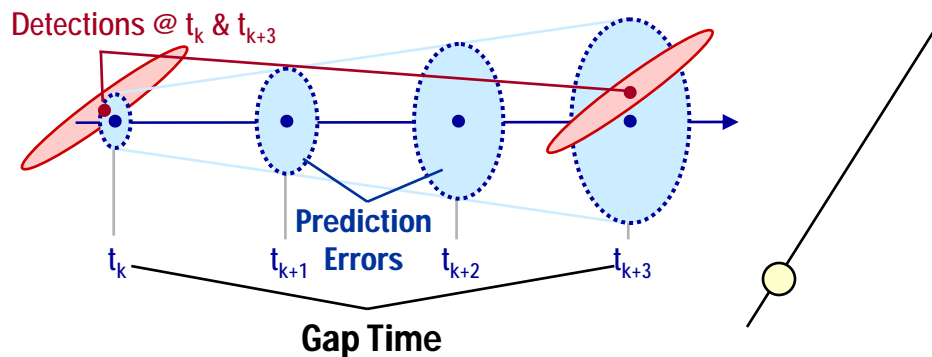 Detections @ tₖ & tₖ₊₃
Prediction
Errors
tₖ
tₖ₊₁
tₖ₊₂
tₖ₊₃
Gap Time